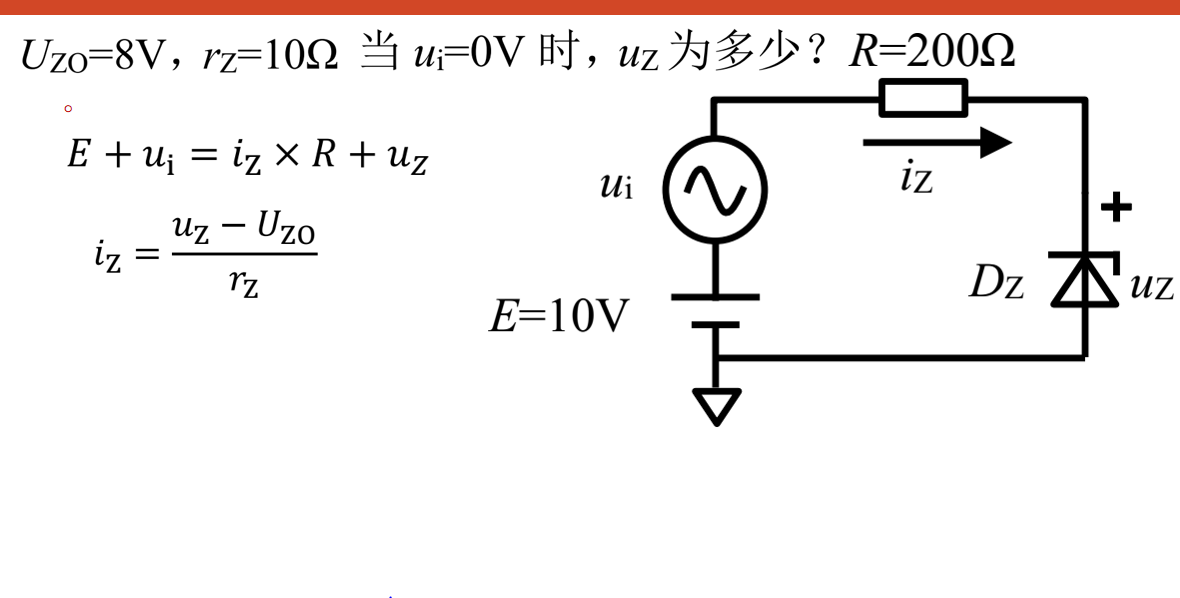 U_ZO=8V，r_Z=10Ω 当 u_i=0V 时，u_Z 为多少？R=200Ω
E + u_i = i_Z × R + u_Z
i_Z = (u_Z − U_ZO) / r_Z
u_i
i_Z
+
D_Z
u_Z
E=10V